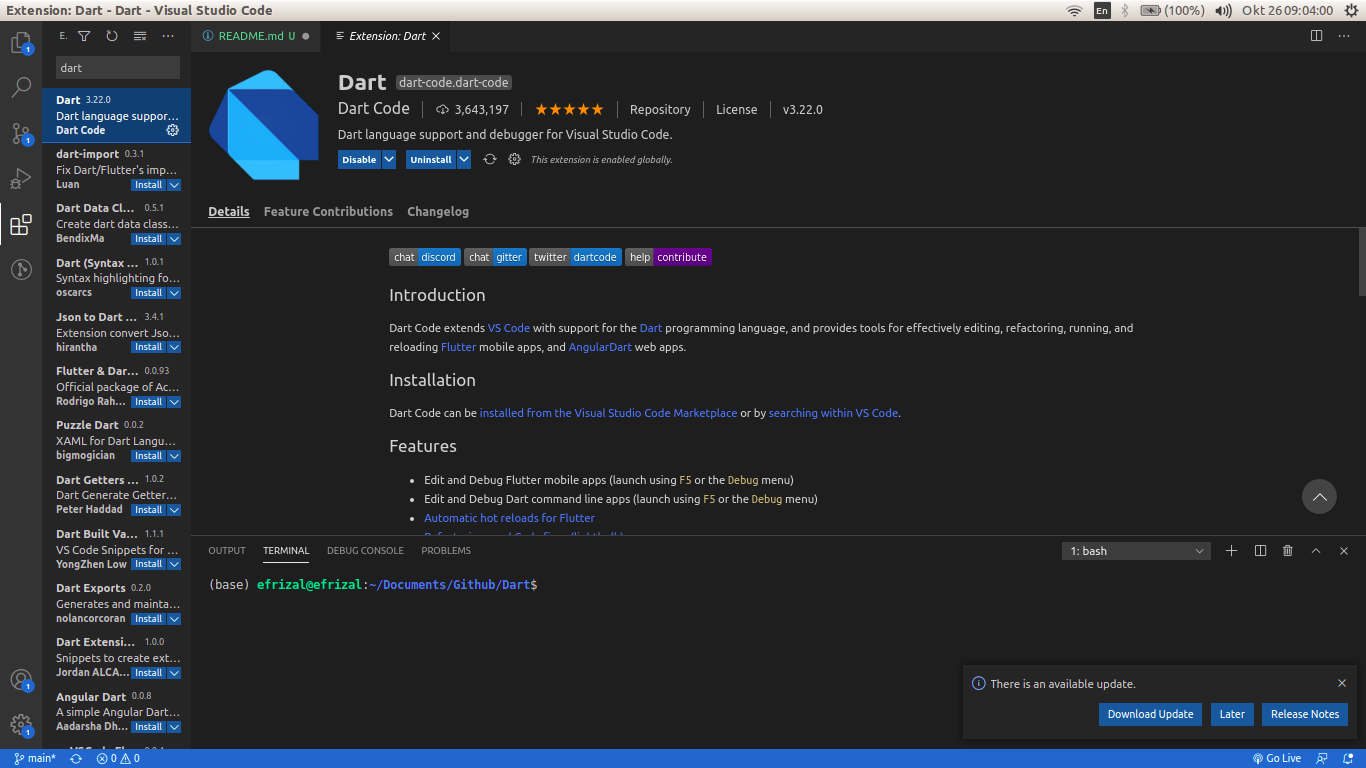 Extension: Dart - Dart - Visual Studio Code
En
(100%)
Okt 26 09:04:00
E.
README.md U
Extension: Dart
1
dart
Dart 3.22.0
Dart language suppor...
Dart Code
dart-import 0.3.1
Fix Dart/Flutter's imp...
Luan Install
Dart Data Cl... 0.5.1
Create dart data class...
BendixMa Install
Dart (Syntax ... 1.0.1
Syntax highlighting fo...
oscarcs Install
Json to Dart ... 3.4.1
Extension convert Jso...
hirantha Install
Flutter & Dar... 0.0.93
Official package of Ac...
Rodrigo Rah... Install
Puzzle Dart 0.0.2
XAML for Dart Langu...
bigmogician Install
Dart Getters ... 1.0.2
Dart Generate Getter...
Peter Haddad Install
Dart Built Va... 1.1.1
VS Code Snippets for ...
YongZhen Low Install
Dart Exports 0.2.0
Generates and mainta...
nolancorcoran Install
Dart Extensi... 1.0.0
Snippets to create ext...
Jordan ALCA... Install
Angular Dart 0.0.8
A simple Angular Dart...
Aadarsha Dh... Install
1
1
1
Dart dart-code.dart-code
Dart Code 3,643,197 ★★★★★ Repository License v3.22.0
Dart language support and debugger for Visual Studio Code.
Disable Uninstall This extension is enabled globally.
Details Feature Contributions Changelog
chat discord chat gitter twitter dartcode help contribute
Introduction
Dart Code extends VS Code with support for the Dart programming language, and provides tools for effectively editing, refactoring, running, and
reloading Flutter mobile apps, and AngularDart web apps.
Installation
Dart Code can be installed from the Visual Studio Code Marketplace or by searching within VS Code.
Features
• Edit and Debug Flutter mobile apps (launch using F5 or the Debug menu)
• Edit and Debug Dart command line apps (launch using F5 or the Debug menu)
• Automatic hot reloads for Flutter
OUTPUT TERMINAL DEBUG CONSOLE PROBLEMS 1: bash
(base) efrizal@efrizal:~/Documents/Github/Dart$
There is an available update.
Download Update Later Release Notes
main* 0 0 Go Live